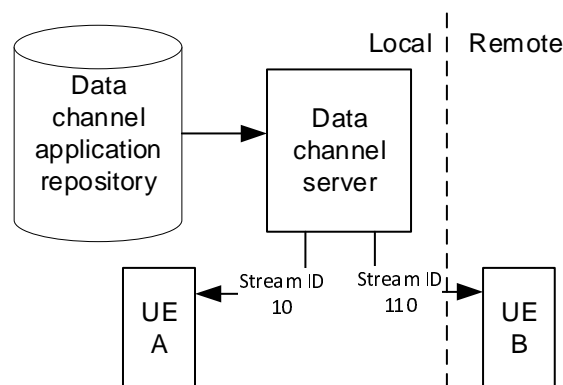 Local
Remote
Data
channel
application
repository
Data
channel
server
Stream ID
10
Stream ID
110
UE
A
UE
B